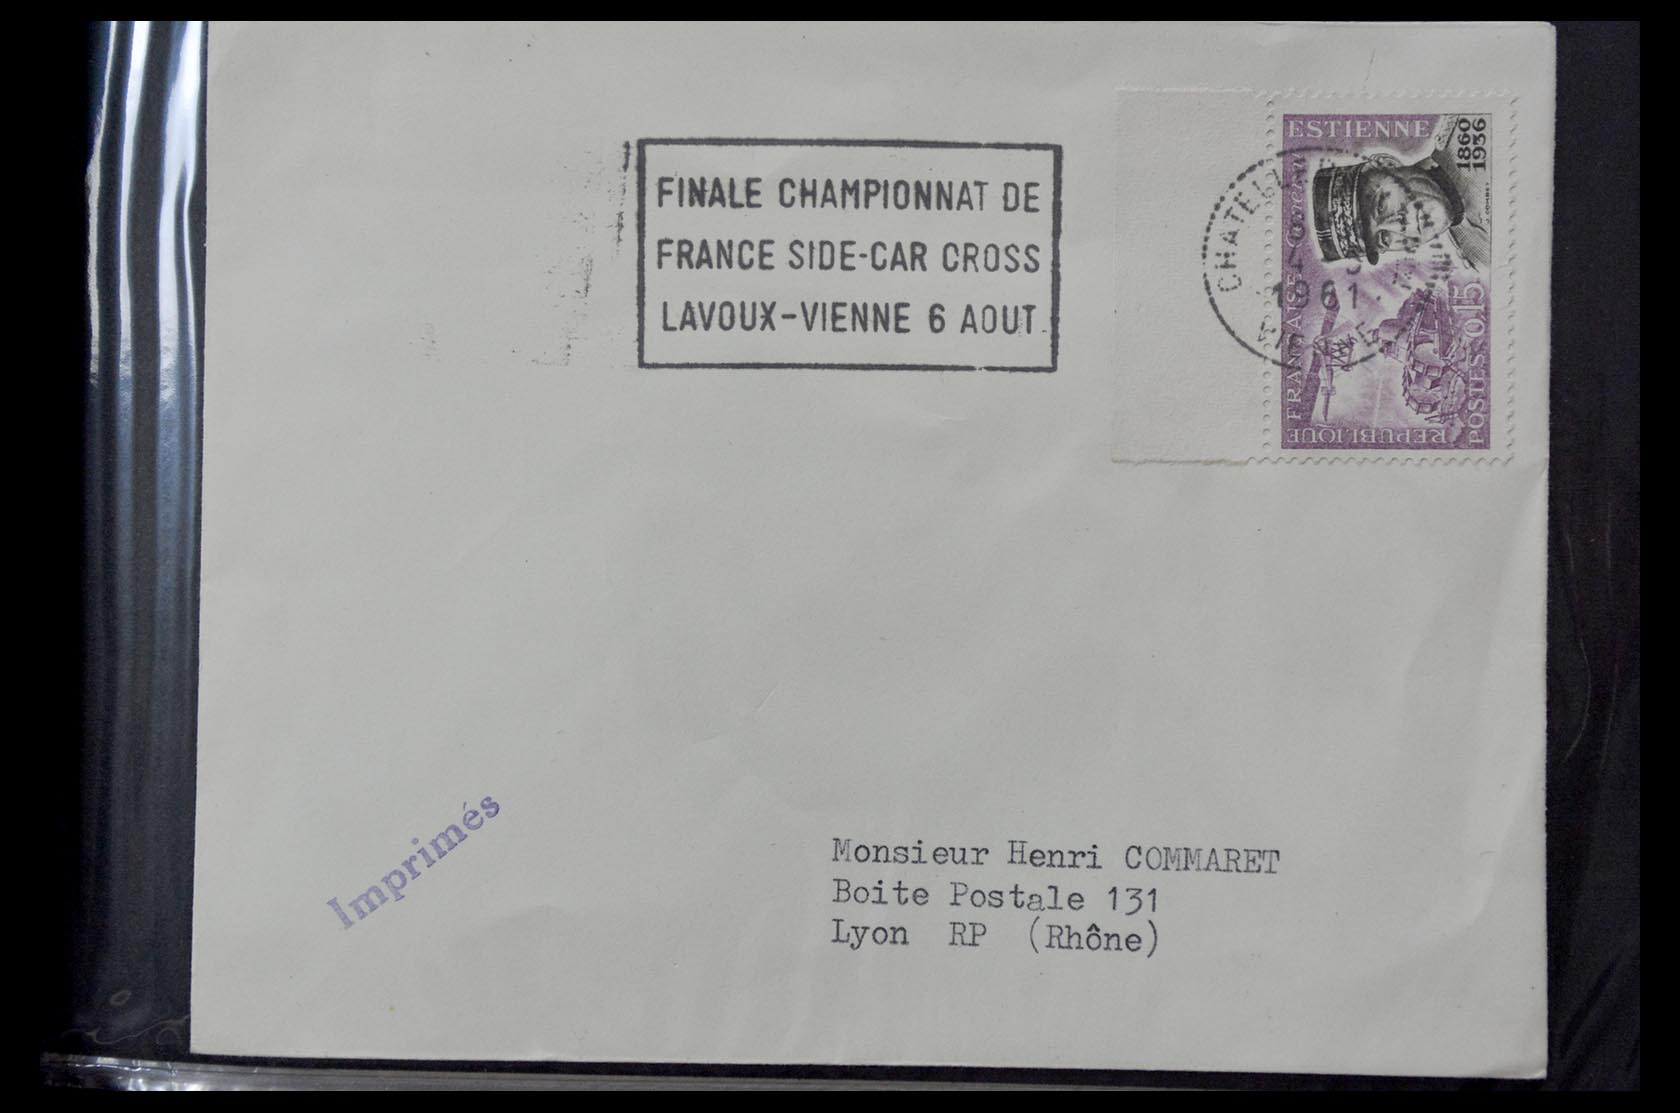 FINALE CHAMPIONNAT DE
FRANCE SIDE-CAR CROSS
LAVOUX-VIENNE 6 AOUT
ESTIENNE
1860
1936
REPUBLIQUE FRANÇAISE
POSTES 0,15
1961
Imprimés
Monsieur Henri COMMARET
Boite Postale 131
Lyon RP (Rhône)